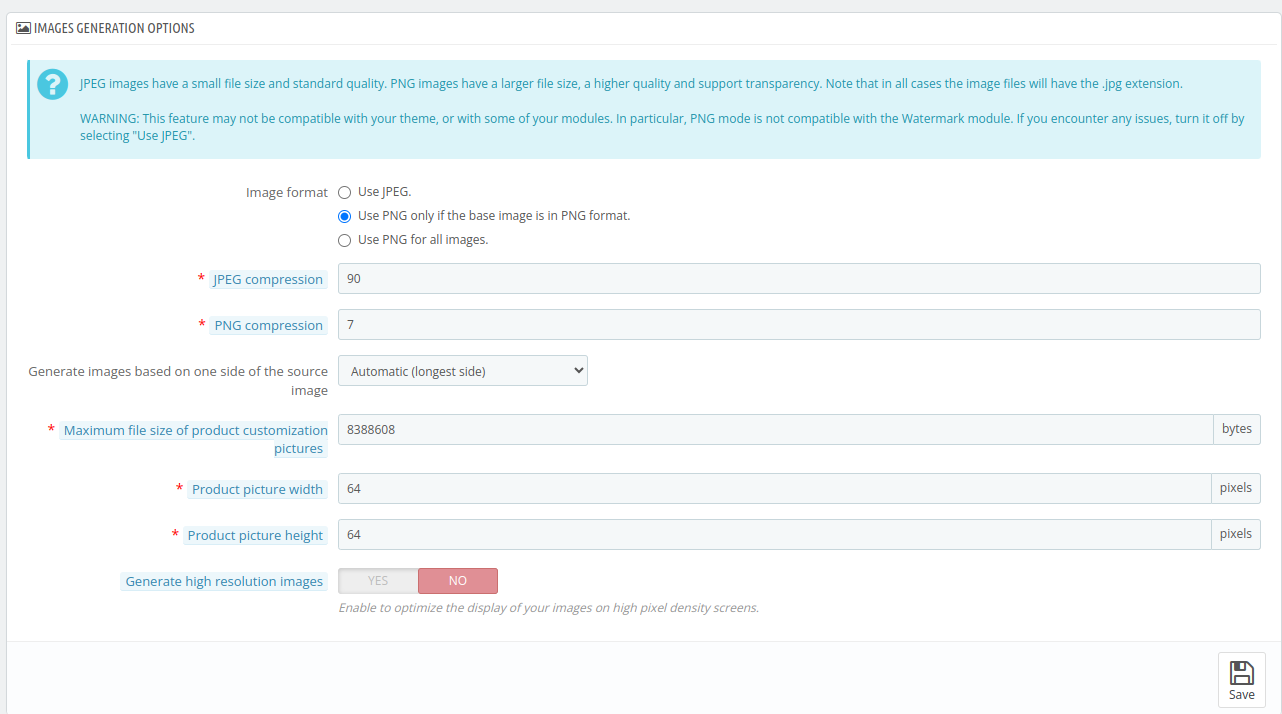 IMAGES GENERATION OPTIONS
JPEG images have a small file size and standard quality. PNG images have a larger file size, a higher quality and support transparency. Note that in all cases the image files will have the .jpg extension.
WARNING: This feature may not be compatible with your theme, or with some of your modules. In particular, PNG mode is not compatible with the Watermark module. If you encounter any issues, turn it off by
selecting "Use JPEG".
Image format
Use JPEG.
Use PNG only if the base image is in PNG format.
Use PNG for all images.
* JPEG compression
90
* PNG compression
7
Generate images based on one side of the source
image
Automatic (longest side)
* Maximum file size of product customization
pictures
8388608
bytes
* Product picture width
64
pixels
* Product picture height
64
pixels
Generate high resolution images
YES
NO
Enable to optimize the display of your images on high pixel density screens.
Save